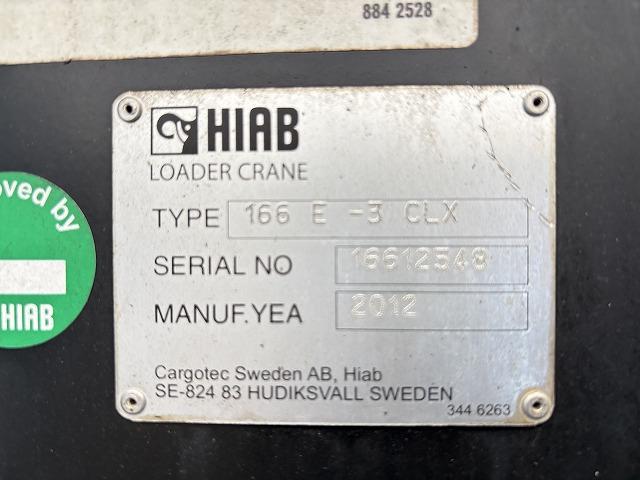 884 2528
HIAB
LOADER CRANE
TYPE 166 E -3 CLX
SERIAL NO 16612548
MANUF.YEA 2012
Cargotec Sweden AB, Hiab
SE-824 83 HUDIKSVALL SWEDEN
344 6263
oved by
HIAB